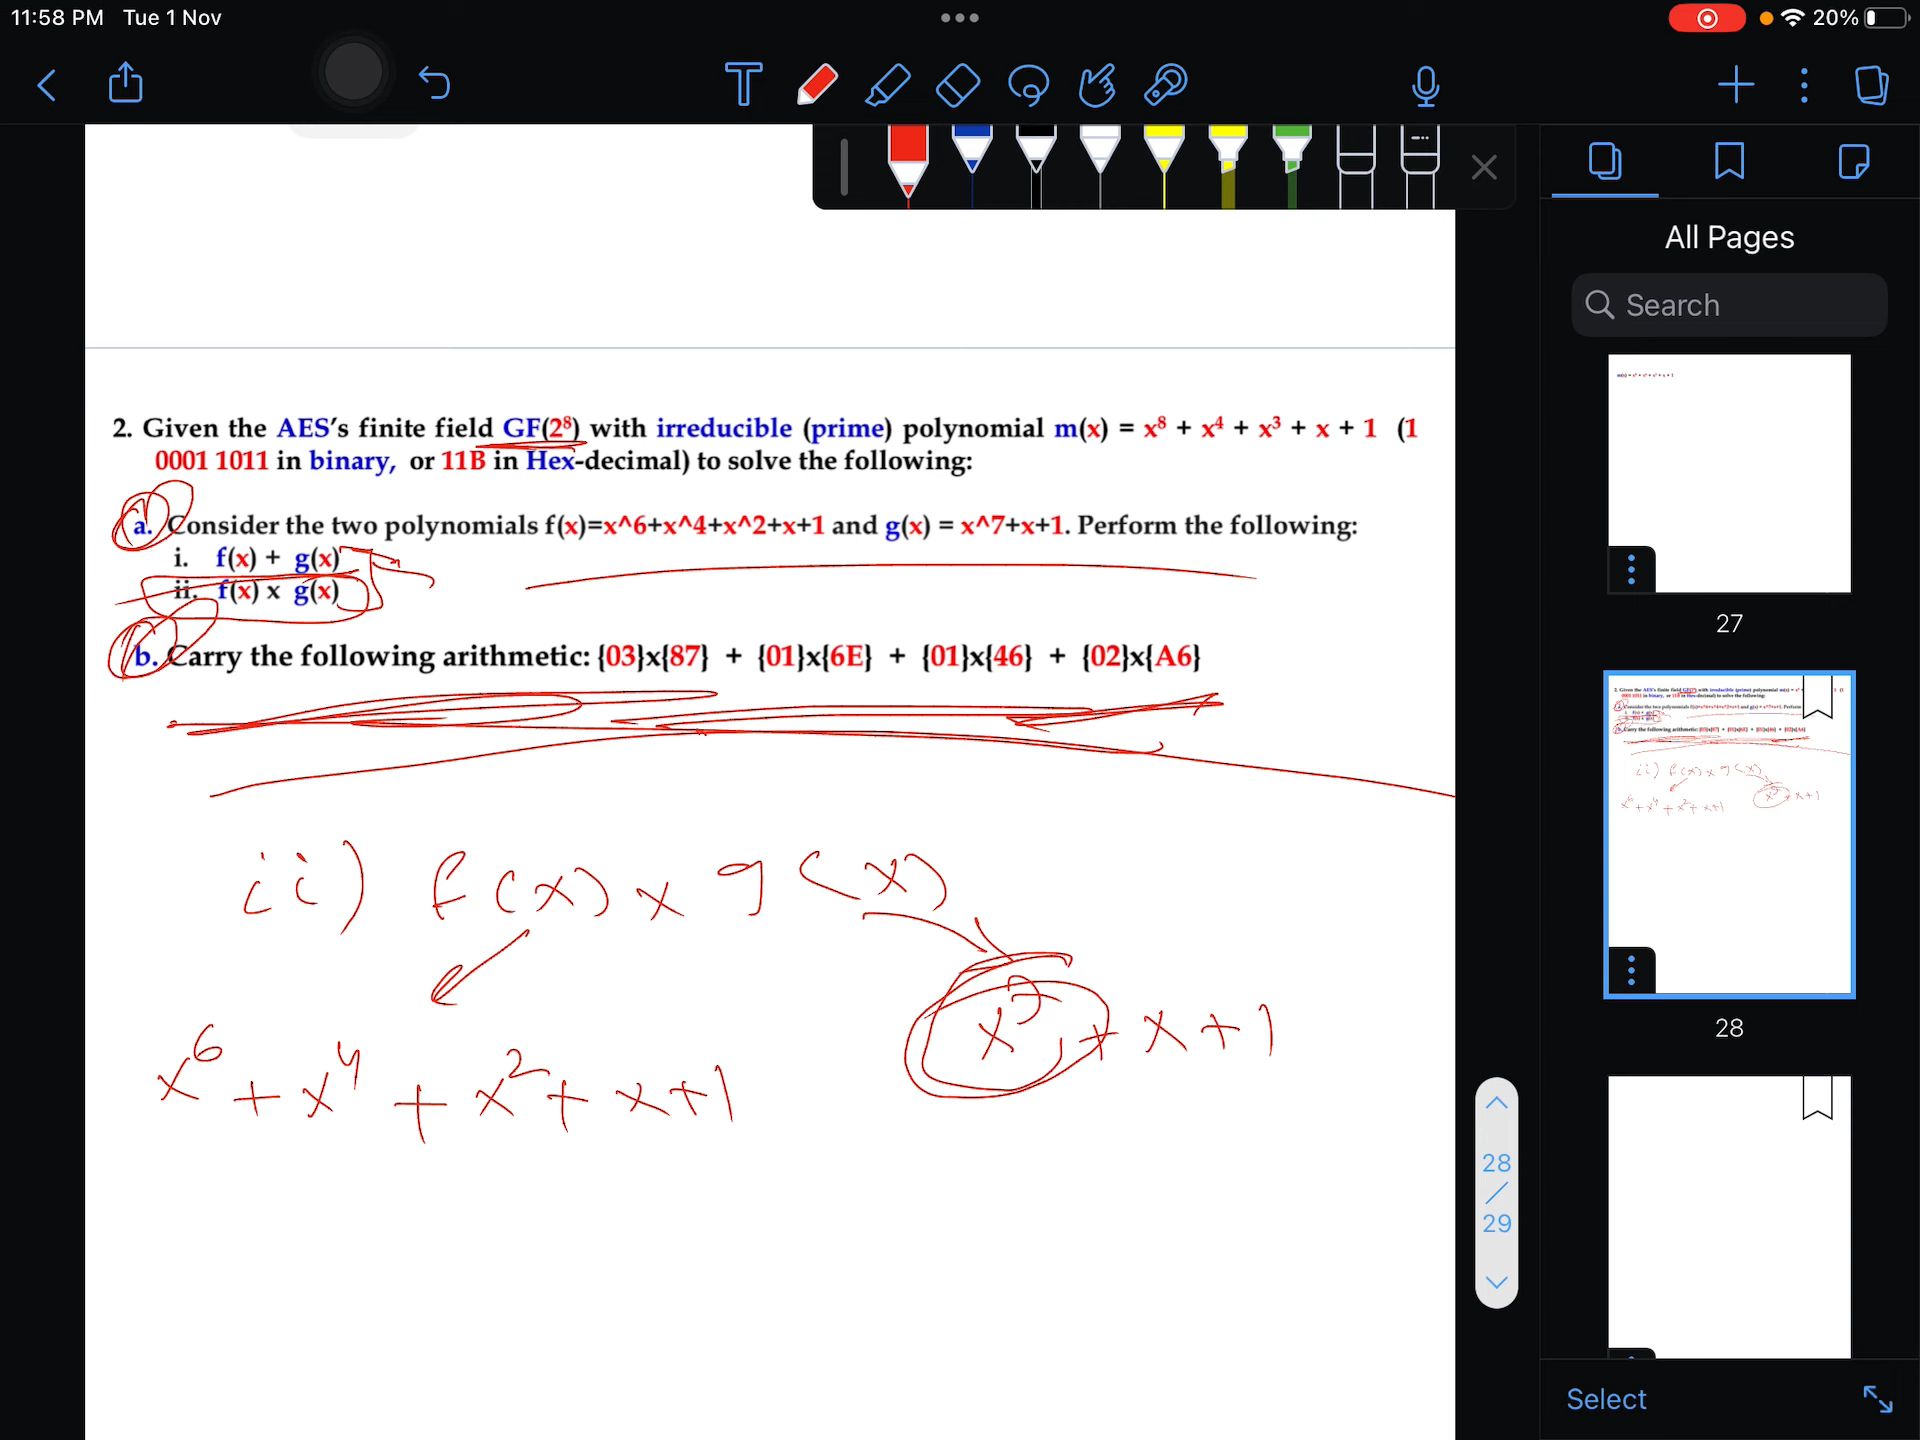 11:58 PM Tue 1 Nov
20%
All Pages
Search
2. Given the AES's finite field GF(2⁸) with irreducible (prime) polynomial m(x) = x⁸ + x⁴ + x³ + x + 1 (1
0001 1011 in binary, or 11B in Hex-decimal) to solve the following:
a. Consider the two polynomials f(x)=x^6+x^4+x^2+x+1 and g(x) = x^7+x+1. Perform the following:
i. f(x) + g(x)
ii. f(x) x g(x)
b. Carry the following arithmetic: {03}x{87} + {01}x{6E} + {01}x{46} + {02}x{A6}
ii) f(x) x g(x)
x⁷ + x + 1
x⁶ + x⁴ + x² + x + 1
27
28
28
/
29
Select